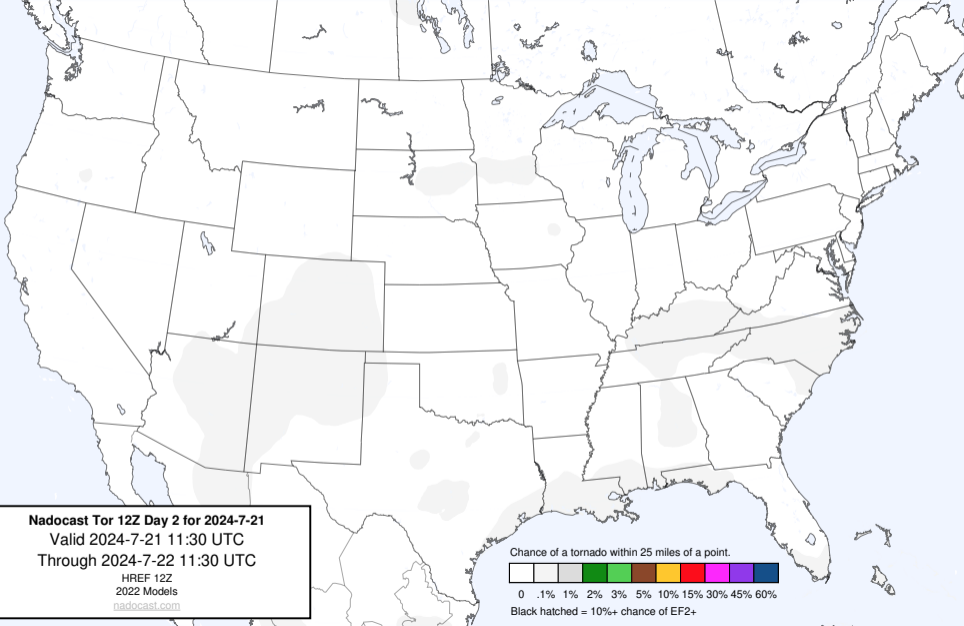 Nadocast Tor 12Z Day 2 for 2024-7-21
Valid 2024-7-21 11:30 UTC
Through 2024-7-22 11:30 UTC
HREF 12Z
2022 Models
nadocast.com
Chance of a tornado within 25 miles of a point.
0 .1% 1% 2% 3% 5% 10% 15% 30% 45% 60%
Black hatched = 10%+ chance of EF2+